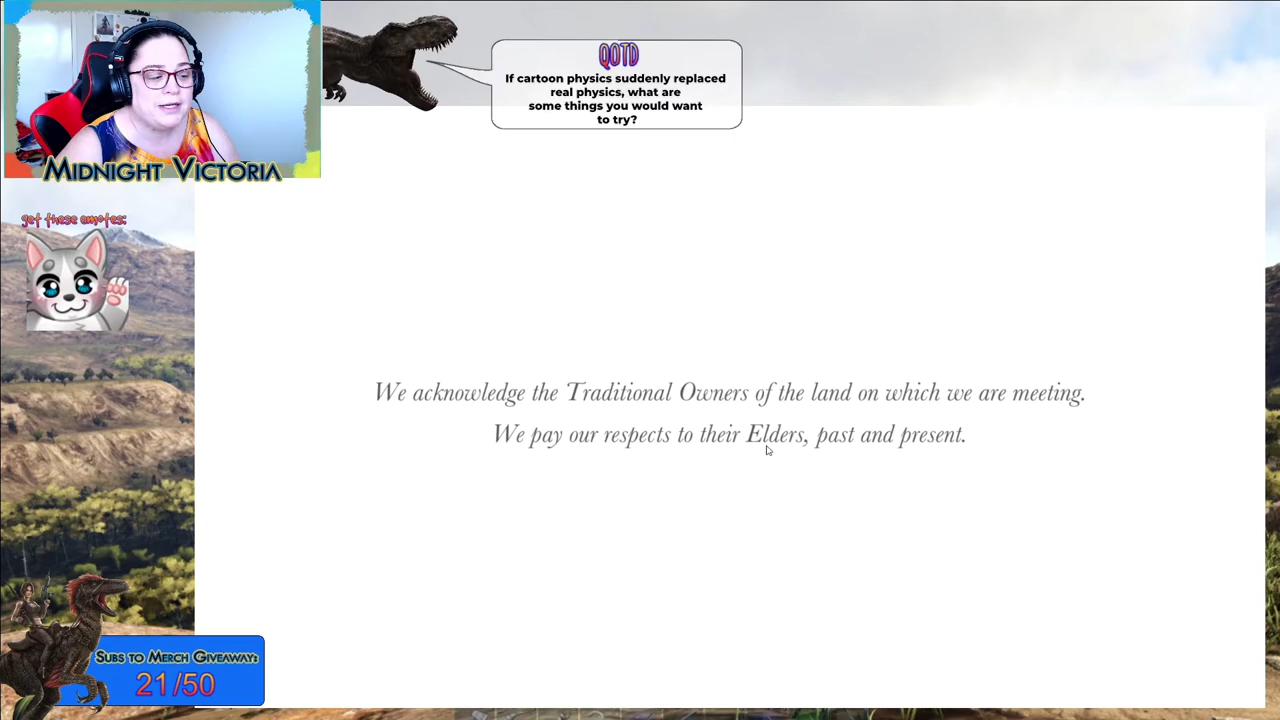 QOTD
If cartoon physics suddenly replaced
real physics, what are
some things you would want
to try?
Midnight Victoria
get these emotes:
We acknowledge the Traditional Owners of the land on which we are meeting.
We pay our respects to their Elders, past and present.
Subs to Merch Giveaway:
21/50